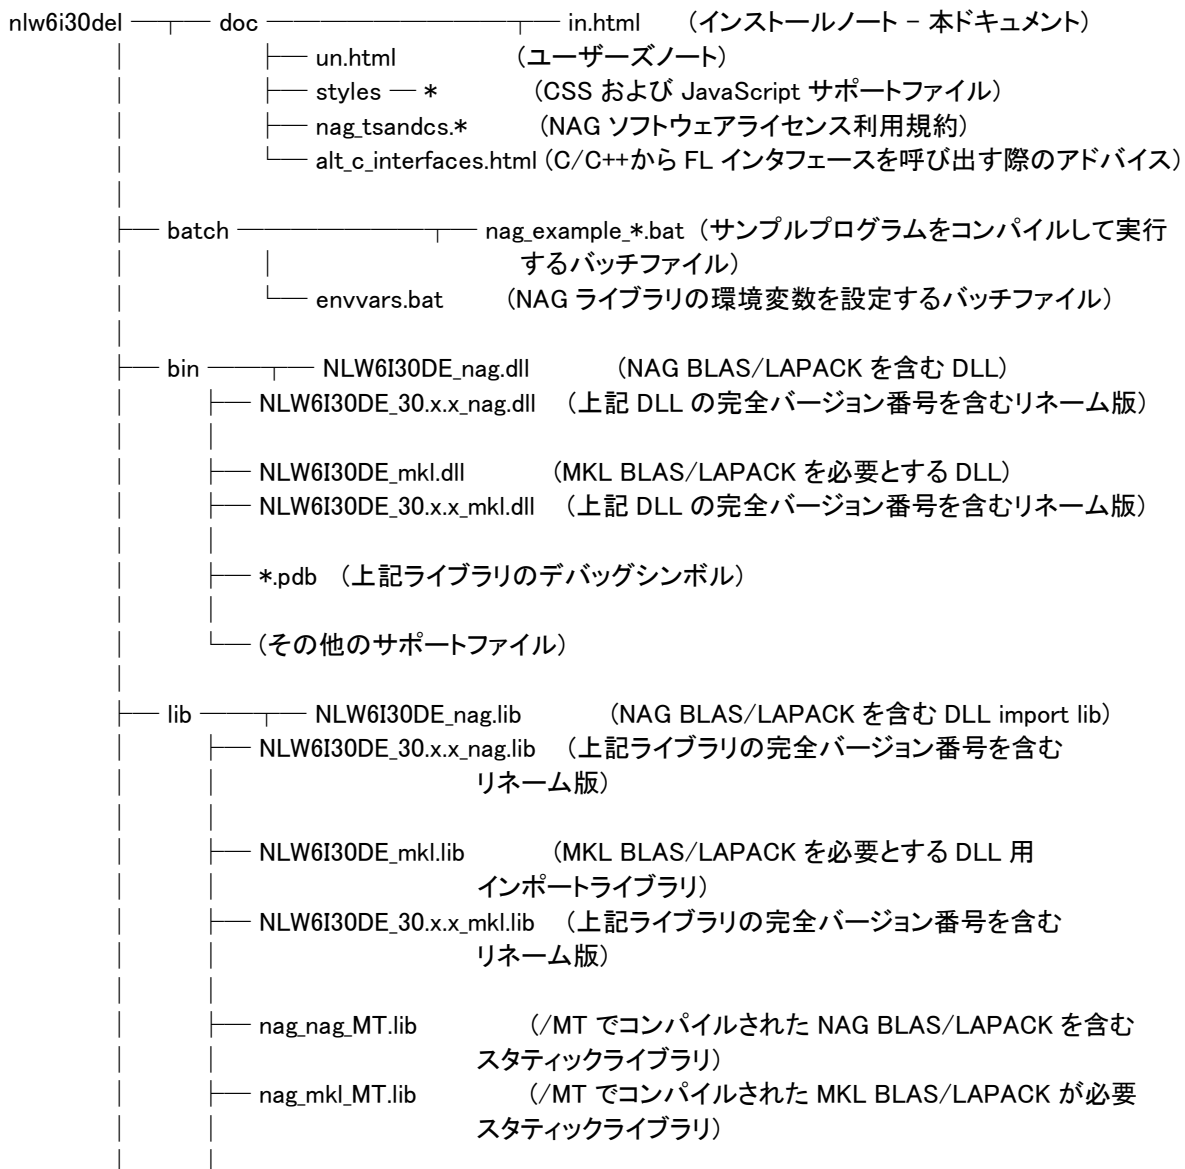 nlw6i30del ─┬─ doc ─────────┬─ in.html (インストールノート - 本ドキュメント)
│ ├─ un.html (ユーザーズノート)
│ ├─ styles ─ * (CSS および JavaScript サポートファイル)
│ ├─ nag_tsandcs.* (NAG ソフトウェアライセンス利用規約)
│ └─ alt_c_interfaces.html (C/C++から FL インタフェースを呼び出す際のアドバイス)
│
├─ batch ───────┬─ nag_example_*.bat (サンプルプログラムをコンパイルして実行
│ │ するバッチファイル)
│ └─ envvars.bat (NAG ライブラリの環境変数を設定するバッチファイル)
│
├─ bin ──┬─ NLW6I30DE_nag.dll (NAG BLAS/LAPACK を含む DLL)
│ ├─ NLW6I30DE_30.x.x_nag.dll (上記 DLL の完全バージョン番号を含むリネーム版)
│ │
│ ├─ NLW6I30DE_mkl.dll (MKL BLAS/LAPACK を必要とする DLL)
│ ├─ NLW6I30DE_30.x.x_mkl.dll (上記 DLL の完全バージョン番号を含むリネーム版)
│ │
│ ├─ *.pdb (上記ライブラリのデバッグシンボル)
│ │
│ └─ (その他のサポートファイル)
│
├─ lib ──┬─ NLW6I30DE_nag.lib (NAG BLAS/LAPACK を含む DLL import lib)
│ ├─ NLW6I30DE_30.x.x_nag.lib (上記ライブラリの完全バージョン番号を含む
│ │ リネーム版)
│ │
│ ├─ NLW6I30DE_mkl.lib (MKL BLAS/LAPACK を必要とする DLL 用
│ │ インポートライブラリ)
│ ├─ NLW6I30DE_30.x.x_mkl.lib (上記ライブラリの完全バージョン番号を含む
│ │ リネーム版)
│ │
│ ├─ nag_nag_MT.lib (/MT でコンパイルされた NAG BLAS/LAPACK を含む
│ │ スタティックライブラリ)
│ ├─ nag_mkl_MT.lib (/MT でコンパイルされた MKL BLAS/LAPACK が必要
│ │ スタティックライブラリ)
│ │